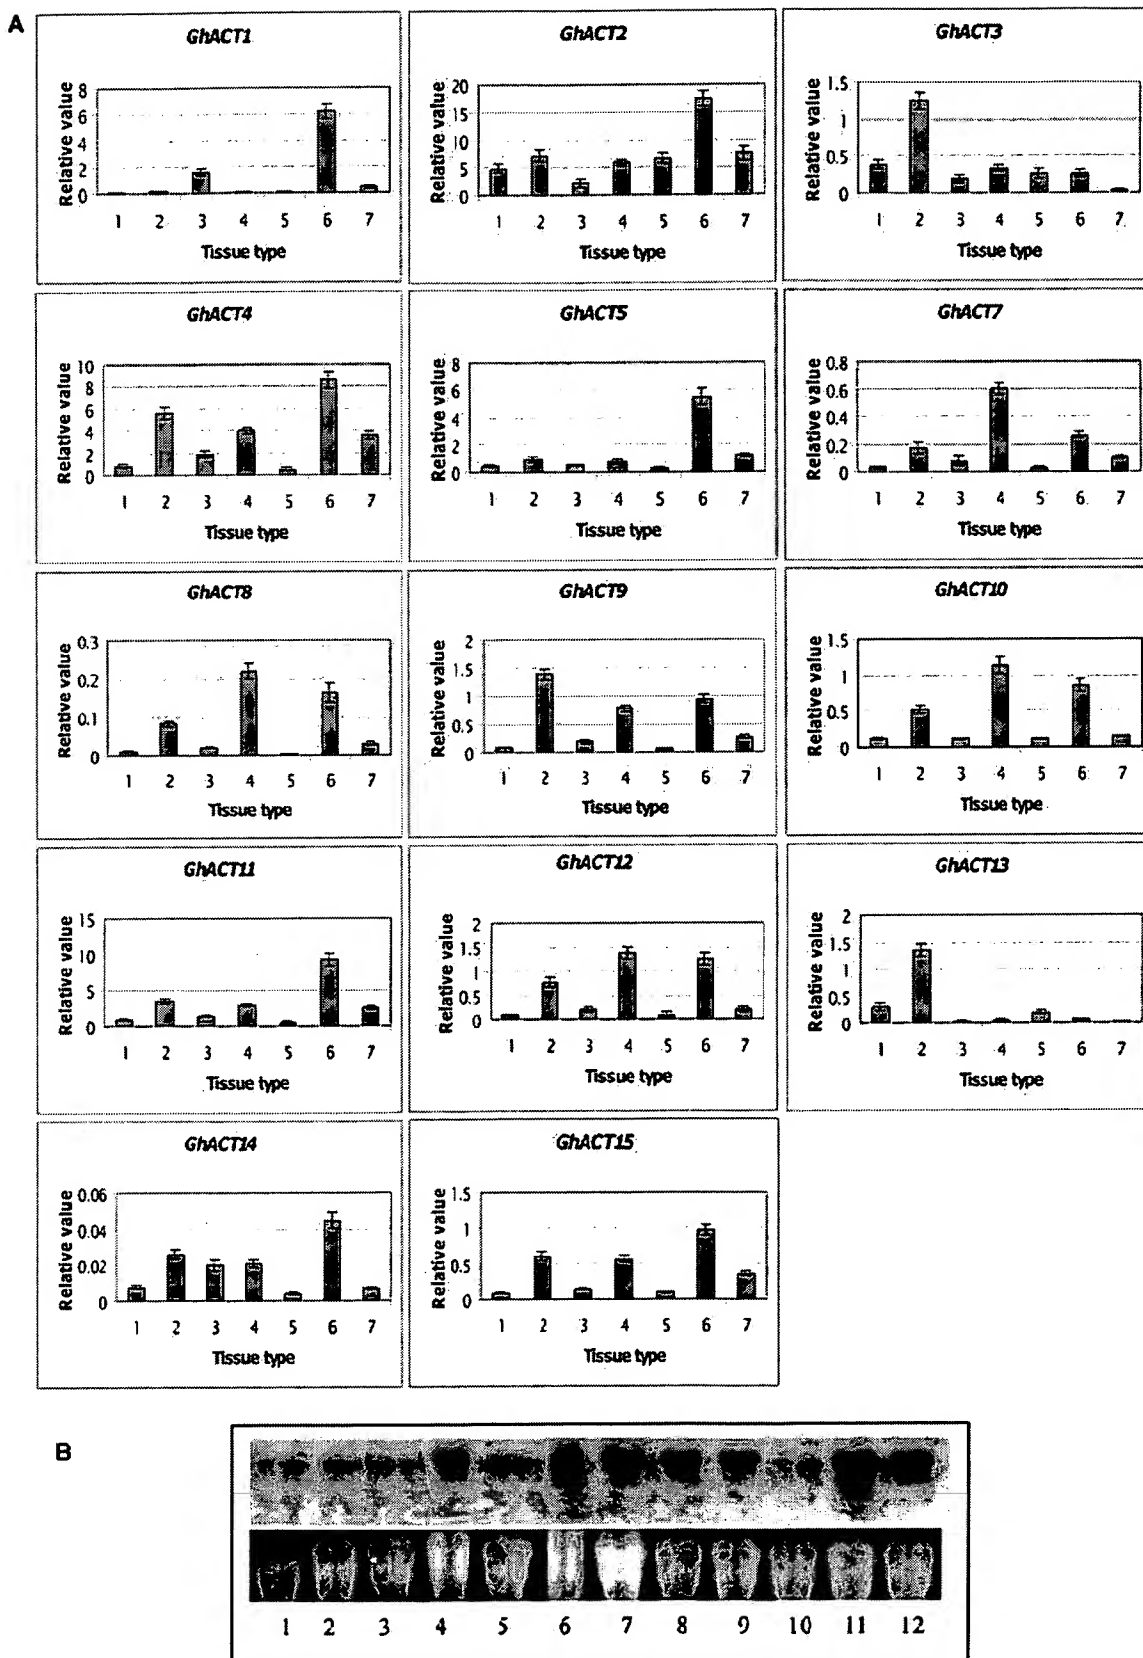 A
GhACT1
Relative value
8
6
4
2
0
1 2 3 4 5 6 7
Tissue type
GhACT2
Relative value
20
15
10
5
0
1 2 3 4 5 6 7
Tissue type
GhACT3
Relative value
1.5
1
0.5
0
1 2 3 4 5 6 7
Tissue type
GhACT4
Relative value
10
8
6
4
2
0
1 2 3 4 5 6 7
Tissue type
GhACT5
Relative value
8
6
4
2
0
1 2 3 4 5 6 7
Tissue type
GhACT7
Relative value
0.8
0.6
0.4
0.2
0
1 2 3 4 5 6 7
Tissue type
GhACT8
Relative value
0.3
0.2
0.1
0
1 2 3 4 5 6 7
Tissue type
GhACT9
Relative value
2
1.5
1
0.5
0
1 2 3 4 5 6 7
Tissue type
GhACT10
Relative value
1.5
1
0.5
0
1 2 3 4 5 6 7
Tissue type
GhACT11
Relative value
15
10
5
0
1 2 3 4 5 6 7
Tissue type
GhACT12
Relative value
2
1.5
1
0.5
0
1 2 3 4 5 6 7
Tissue type
GhACT13
Relative value
2
1.5
1
0.5
0
1 2 3 4 5 6 7
Tissue type
GhACT14
Relative value
0.06
0.04
0.02
0
1 2 3 4 5 6 7
Tissue type
GhACT15
Relative value
1.5
1
0.5
0
1 2 3 4 5 6 7
Tissue type
B
1 2 3 4 5 6 7 8 9 10 11 12